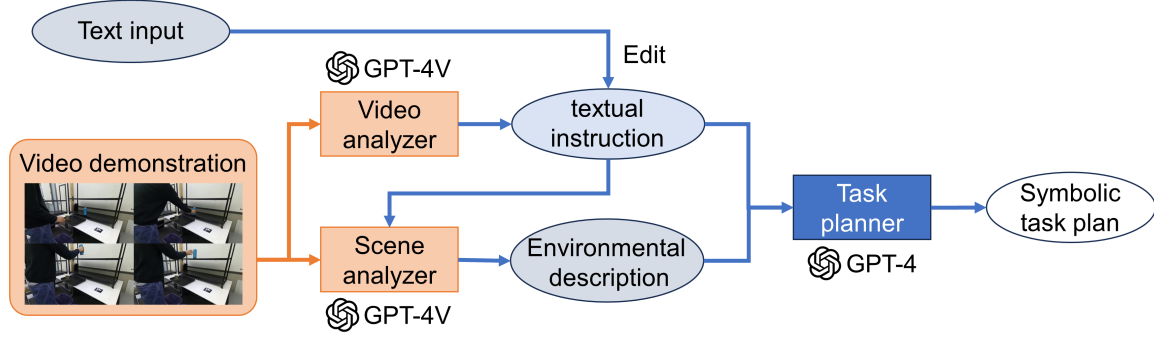 Text input
Edit
GPT-4V
Video
analyzer
textual
instruction
Video demonstration
Task
planner
Symbolic
task plan
Scene
analyzer
Environmental
description
GPT-4
GPT-4V